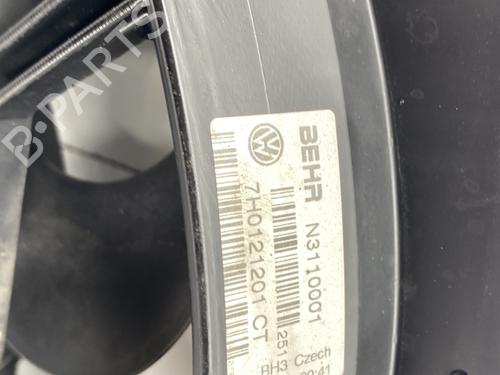 B-PARTS
BEHR N3110001
7H0121201 CT
251
BH3 Czech